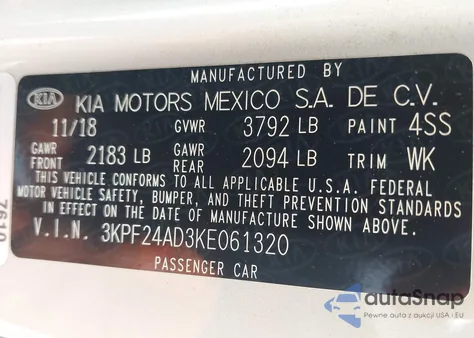 MANUFACTURED BY
KIA KIA MOTORS MEXICO S.A. DE C.V.
11/18 GVWR 3792 LB PAINT 4SS
GAWR FRONT 2183 LB GAWR REAR 2094 LB TRIM WK
THIS VEHICLE CONFORMS TO ALL APPLICABLE U.S.A. FEDERAL
MOTOR VEHICLE SAFETY, BUMPER, AND THEFT PREVENTION STANDARDS
IN EFFECT ON THE DATE OF MANUFACTURE SHOWN ABOVE.
V.I.N. 3KPF24AD3KE061320
PASSENGER CAR
7610
autoSnap
Pewne auta z aukcji USA i EU